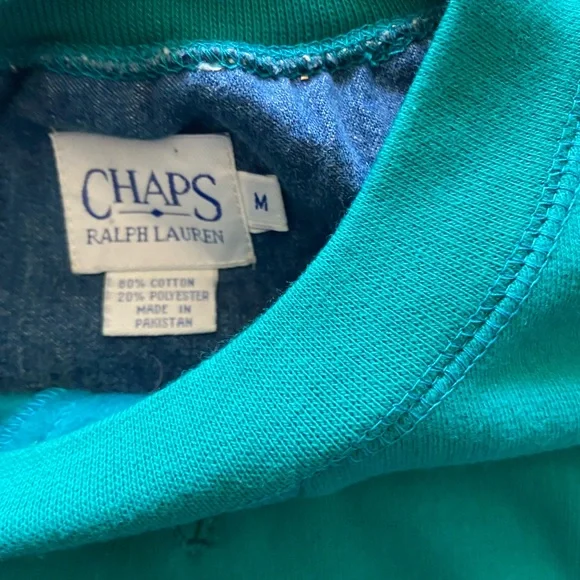 CHAPS
RALPH LAUREN
M
80% COTTON
20% POLYESTER
MADE IN
PAKISTAN